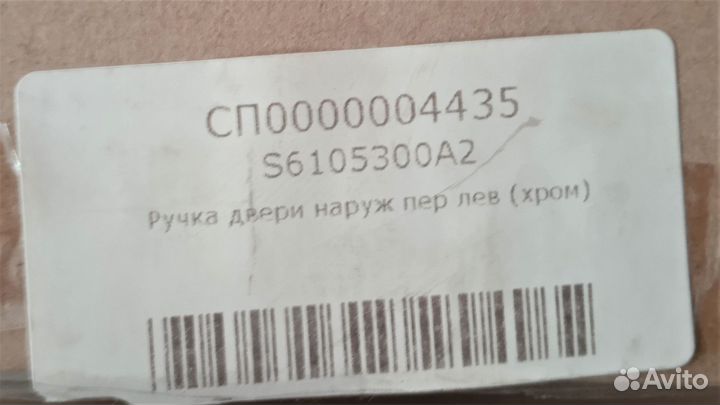 СП0000004435
S6105300A2
Ручка двери наруж пер лев (хром)
Avito